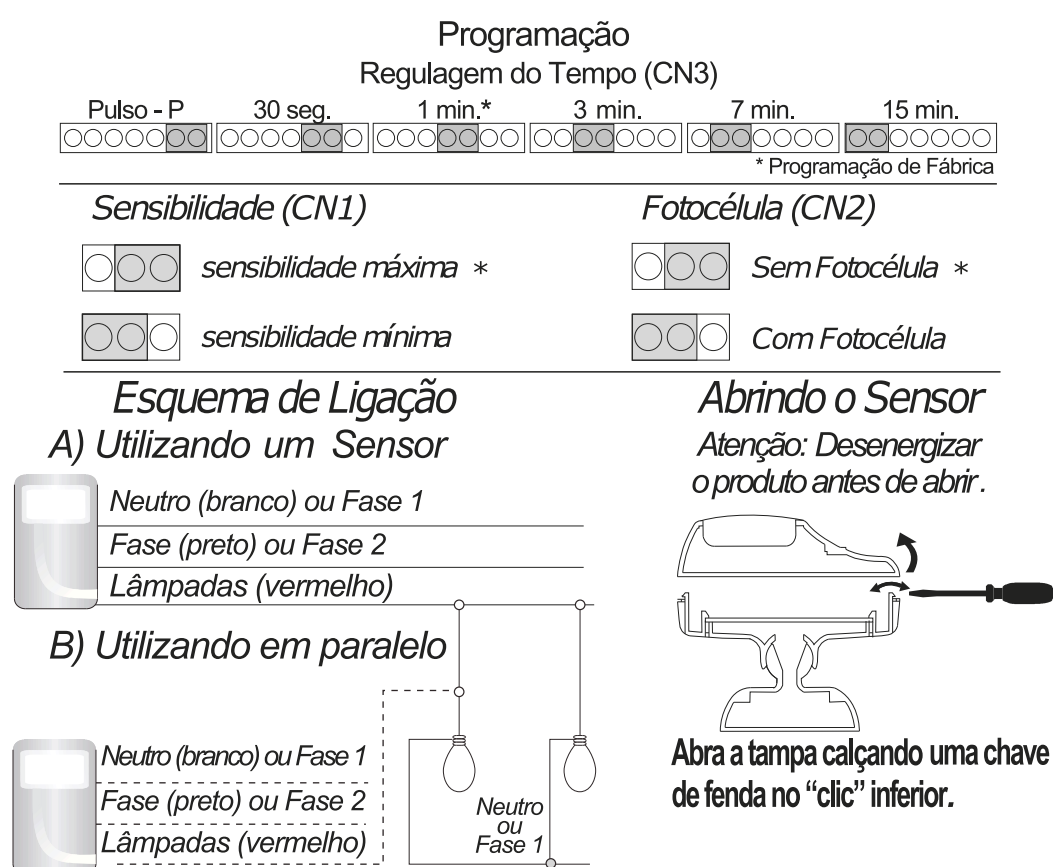 Programação
Regulagem do Tempo (CN3)
Pulso - P 30 seg. 1 min.* 3 min. 7 min. 15 min.
* Programação de Fábrica
Sensibilidade (CN1)
sensibilidade máxima *
sensibilidade mínima
Fotocélula (CN2)
Sem Fotocélula *
Com Fotocélula
Esquema de Ligação
A) Utilizando um Sensor
Neutro (branco) ou Fase 1
Fase (preto) ou Fase 2
Lâmpadas (vermelho)
B) Utilizando em paralelo
Neutro (branco) ou Fase 1
Fase (preto) ou Fase 2
Lâmpadas (vermelho)
Neutro
ou
Fase 1
Abrindo o Sensor
Atenção: Desenergizar
o produto antes de abrir.
Abra a tampa calçando uma chave
de fenda no “clic” inferior.